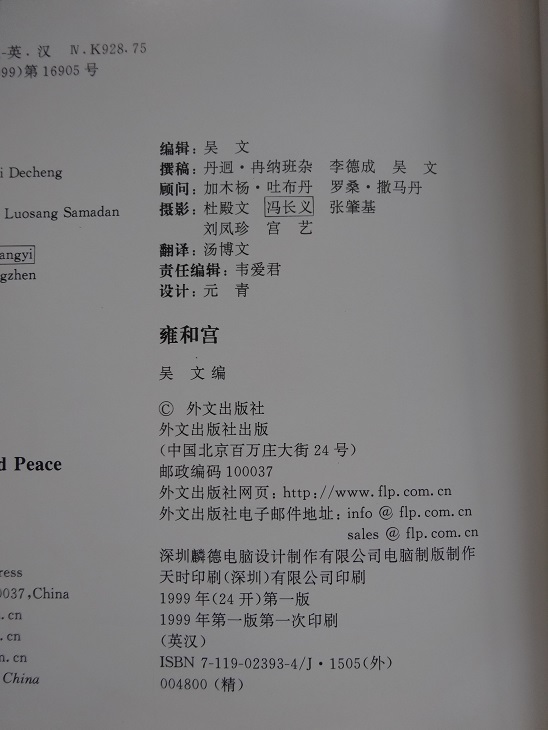 -英.汉 Ⅳ.K928.75
99)第16905号
i Decheng
Luosang Samadan
angyi
gzhen
d Peace
ress
0037,China
.cn
.cn
n.cn
China
编辑:吴 文
撰稿:丹迥·冉纳班杂 李德成 吴 文
顾问:加木杨·吐布丹 罗桑·撒马丹
摄影:杜殿文 冯长义 张肇基
刘凤珍 宫 艺
翻译:汤博文
责任编辑:韦爱君
设计:元 青
雍和宫
吴 文 编
© 外文出版社
外文出版社出版
(中国北京百万庄大街24号)
邮政编码100037
外文出版社网页:http://www.flp.com.cn
外文出版社电子邮件地址:info @ flp.com.cn
sales @ flp.com.cn
深圳麟德电脑设计制作有限公司电脑制版制作
天时印刷(深圳)有限公司印刷
1999年(24开)第一版
1999年第一版第一次印刷
(英汉)
ISBN 7-119-02393-4/J·1505(外)
004800(精)